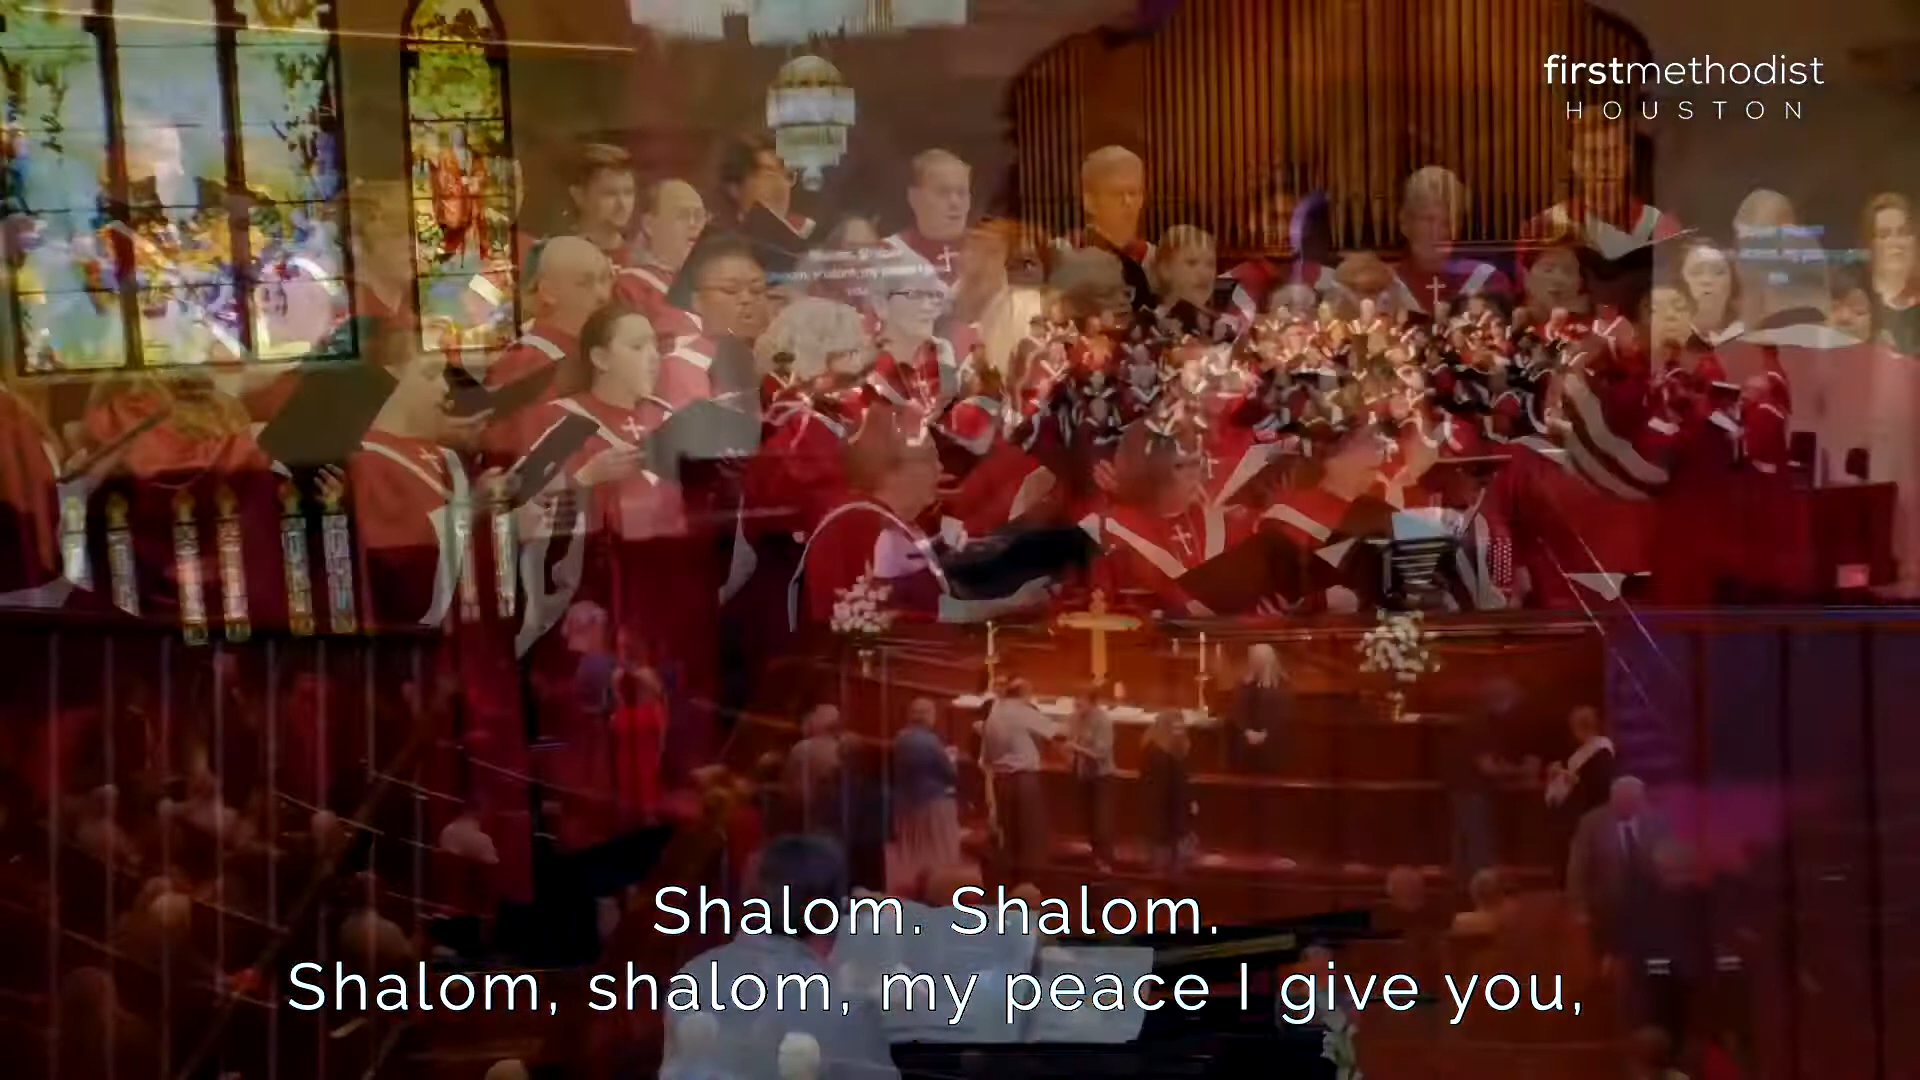 firstmethodist
HOUSTON
Shalom. Shalom.
Shalom, shalom, my peace I give you,